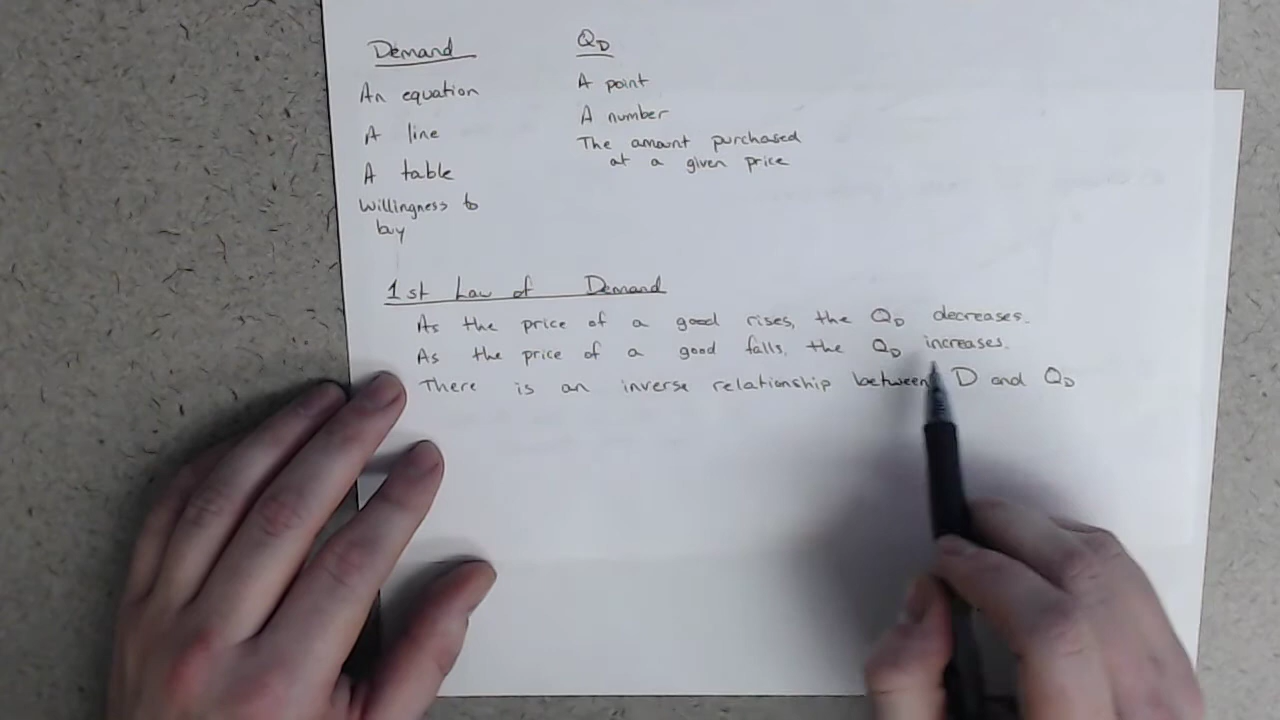 Demand
An equation
A line
A table
Willingness to
buy
QD
A point
A number
The amount purchased
at a given price
1st Law of Demand
As the price of a good rises, the QD decreases.
As the price of a good falls, the QD increases.
There is an inverse relationship between D and QD